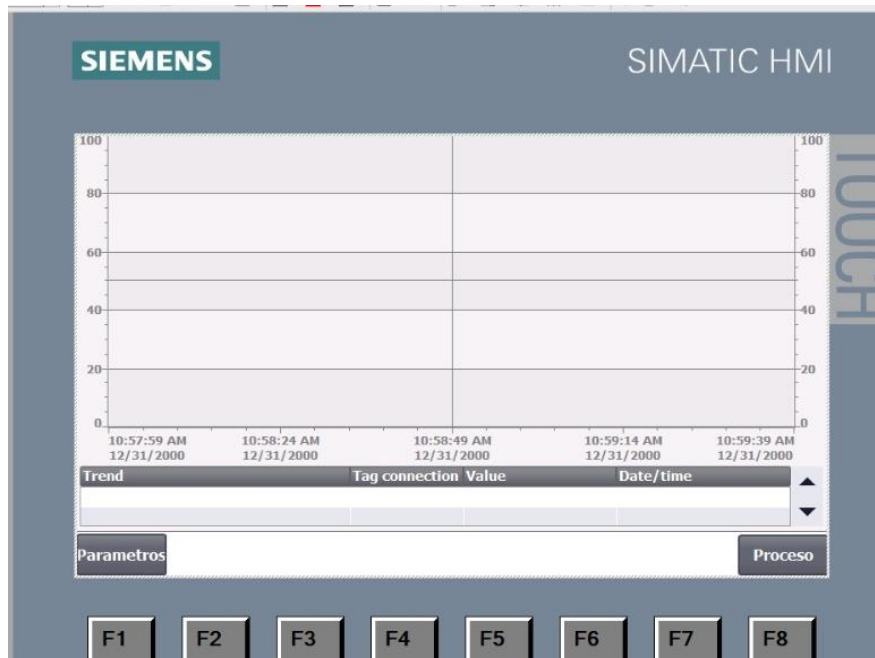 SIEMENS
SIMATIC HMI
TOUCH
100 100
80 80
60 60
40 40
20 20
0 0
10:57:59 AM 10:58:24 AM 10:58:49 AM 10:59:14 AM 10:59:39 AM
12/31/2000 12/31/2000 12/31/2000 12/31/2000 12/31/2000
Trend Tag connection Value Date/time
Parametros Proceso
F1 F2 F3 F4 F5 F6 F7 F8